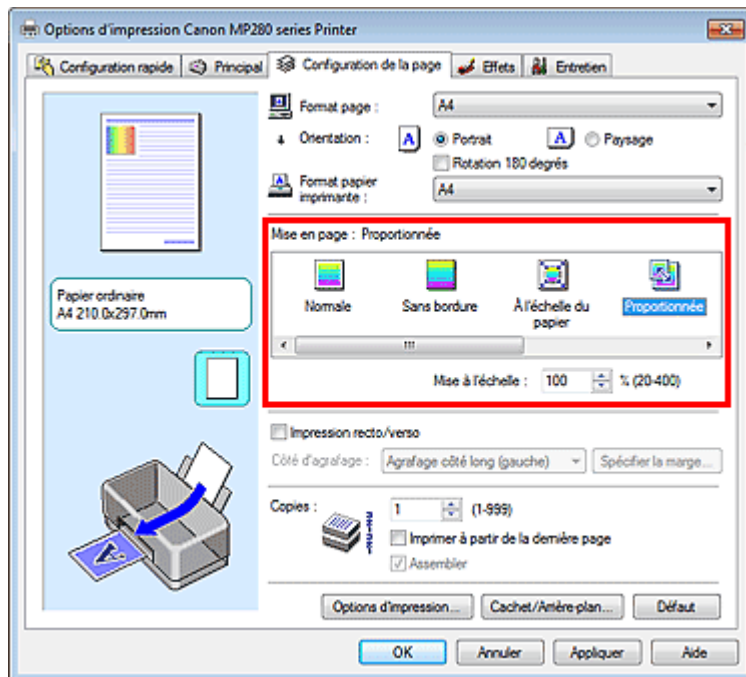 Options d'impression Canon MP280 series Printer
Configuration rapide Principal Configuration de la page Effets Entretien
Format page : A4
Orientation : A Portrait A Paysage
Rotation 180 degrés
Format papier imprimante : A4
Mise en page : Proportionnée
Normale Sans bordure À l'échelle du papier Proportionnée
Papier ordinaire
A4 210.0x297.0mm
Mise à l'échelle : 100 % (20-400)
Impression recto/verso
Côté d'agrafage : Agrafage côté long (gauche) Spécifier la marge...
Copies : 1 (1-999)
Imprimer à partir de la dernière page
Assembler
Options d'impression... Cachet/Arrière-plan... Défaut
OK Annuler Appliquer Aide